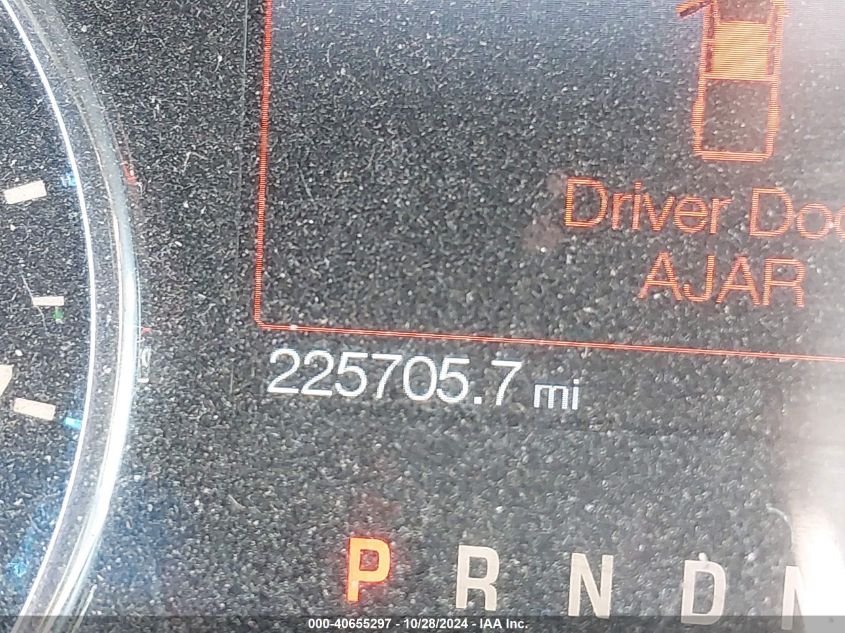 Driver Doo
AJAR
225705.7 mi
P R N D M
000-40655297 - 10/28/2024 - IAA Inc.